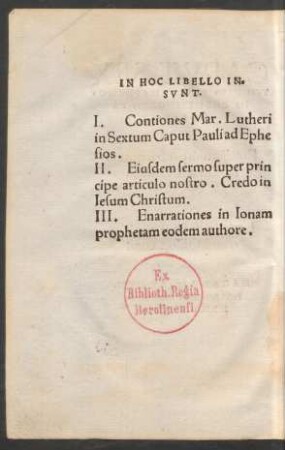 IN HOC LIBELLO IN-
SVNT.
I. Contiones Mar. Lutheri
in Sextum Caput Pauli ad Ephe
sios.
II. Eiusdem sermo super prin
cipe articulo nostro. Credo in
Iesum Christum.
III. Enarrationes in Ionam
prophetam eodem authore.
Ex
Biblioth. Regia
Berolinensi